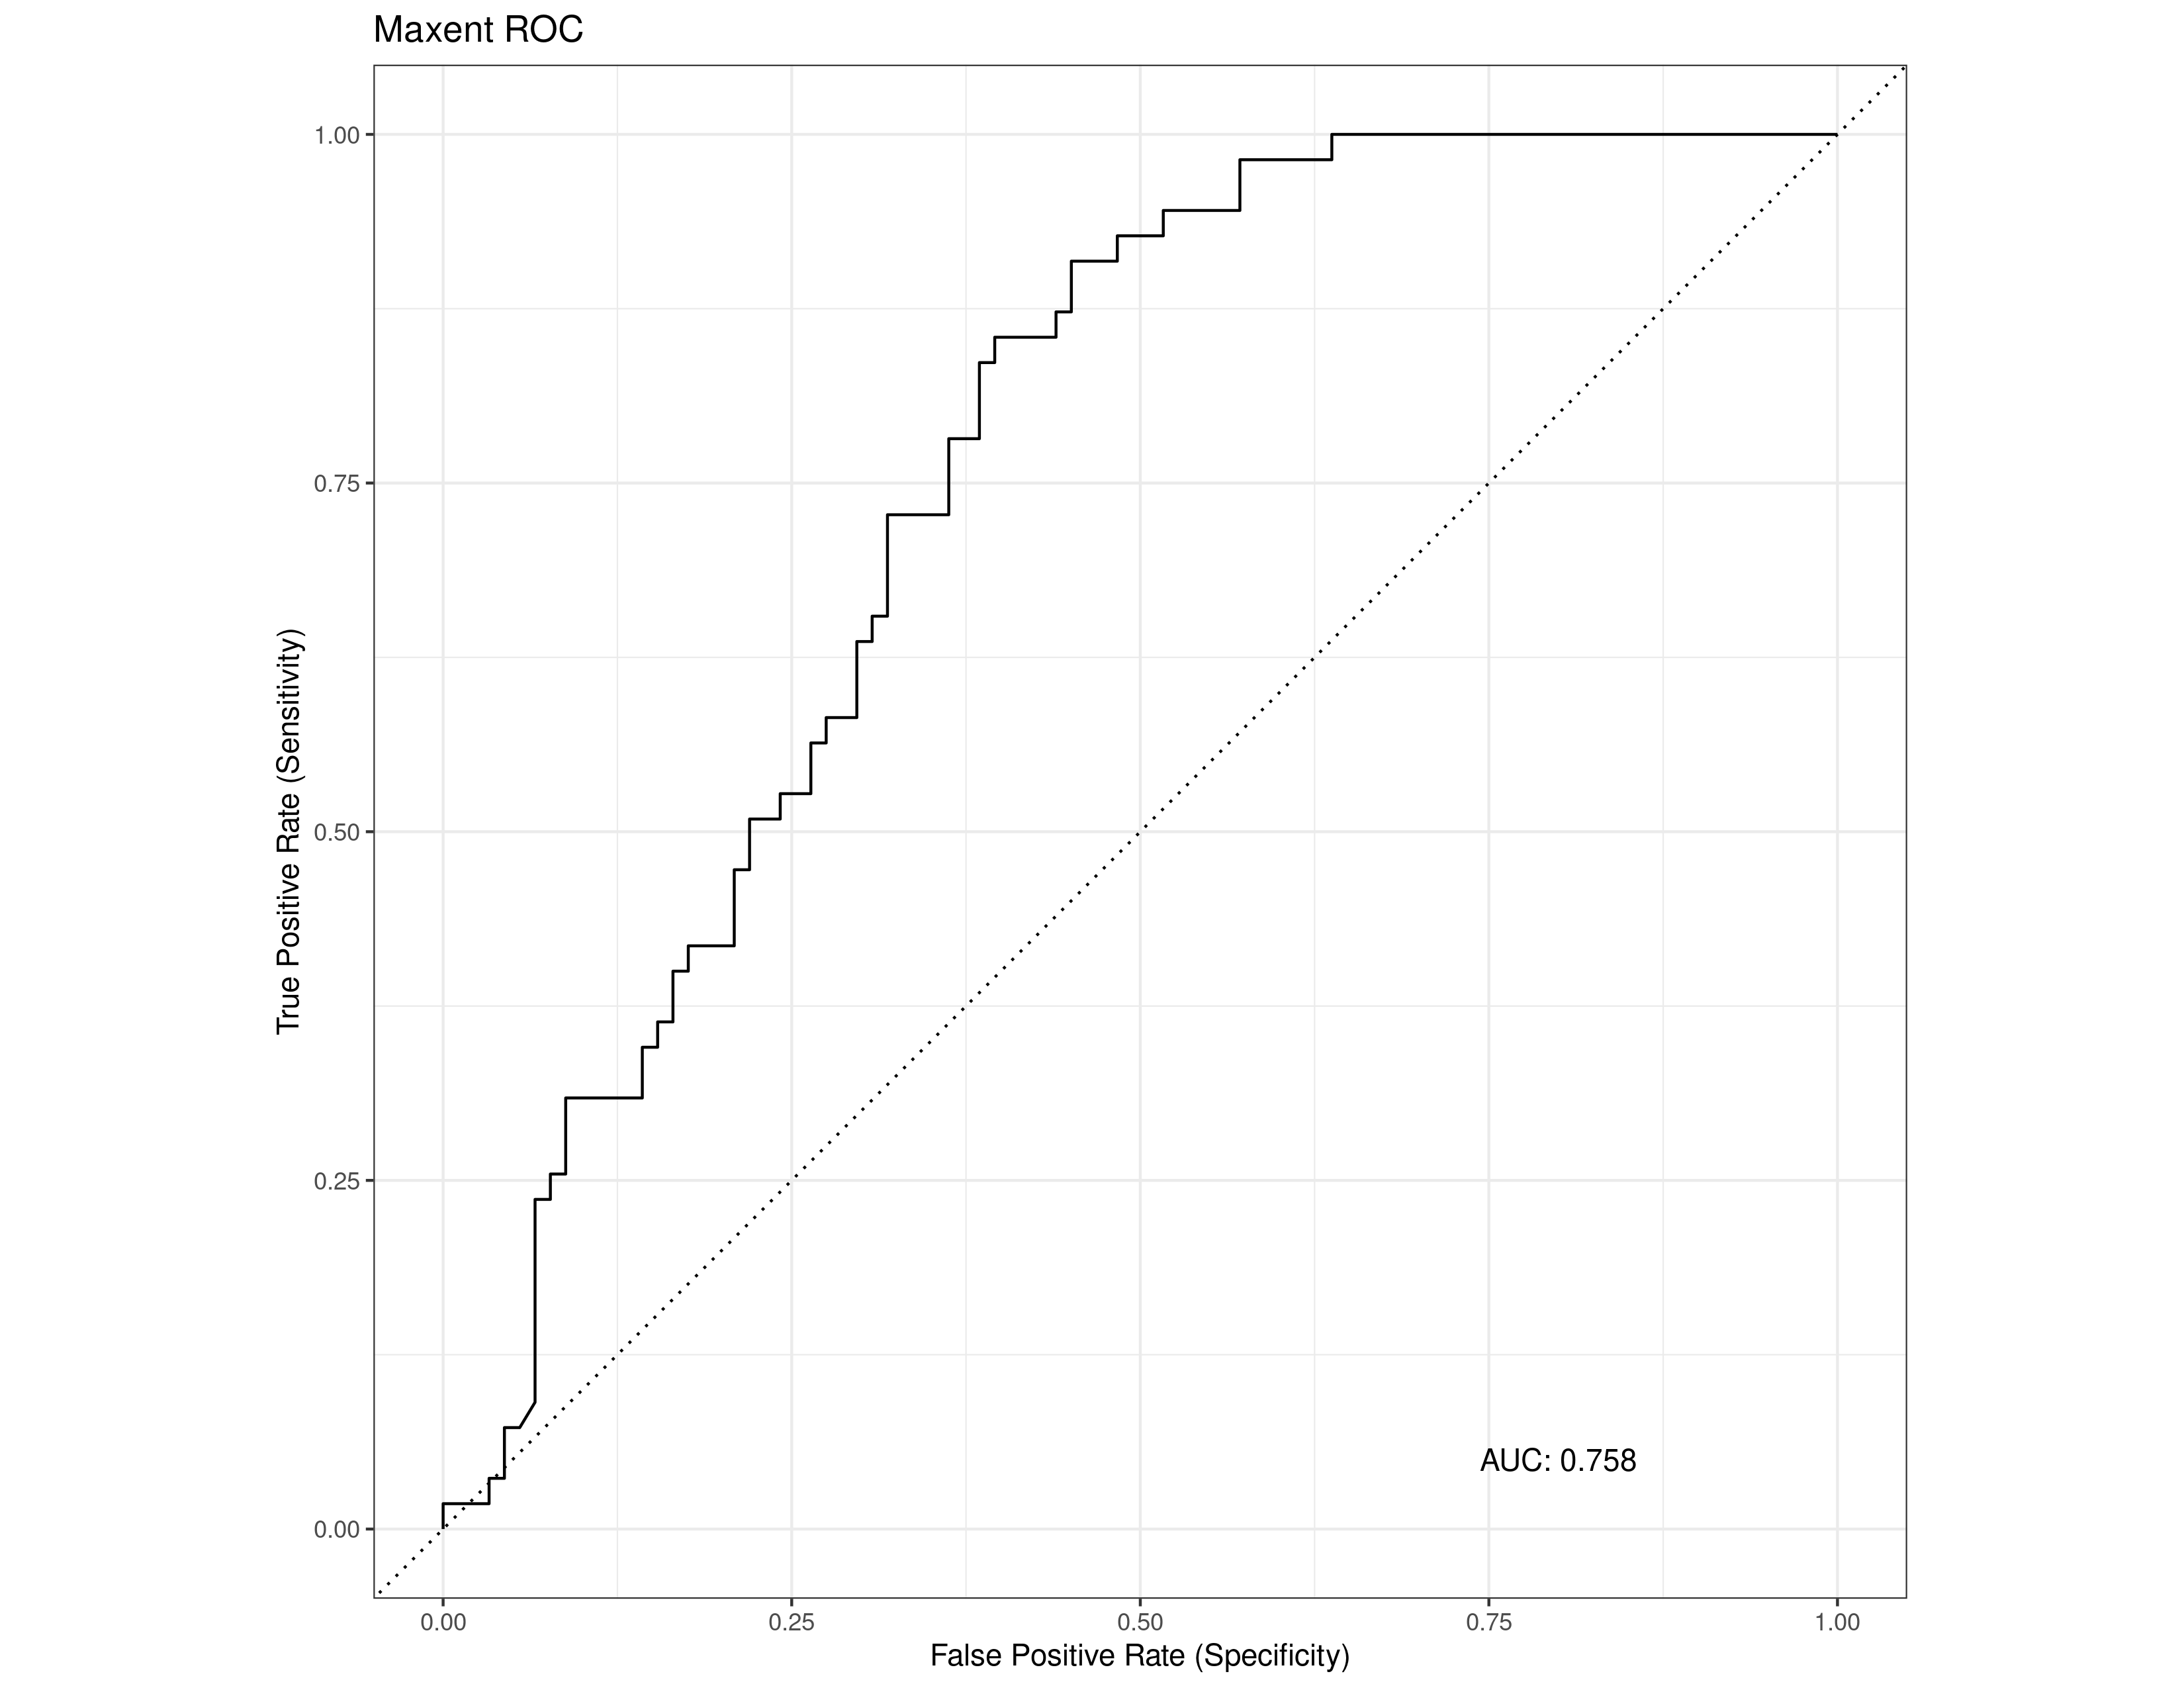 Maxent ROC
True Positive Rate (Sensitivity)
1.00
0.75
0.50
0.25
0.00
AUC: 0.758
0.00 0.25 0.50 0.75 1.00
False Positive Rate (Specificity)